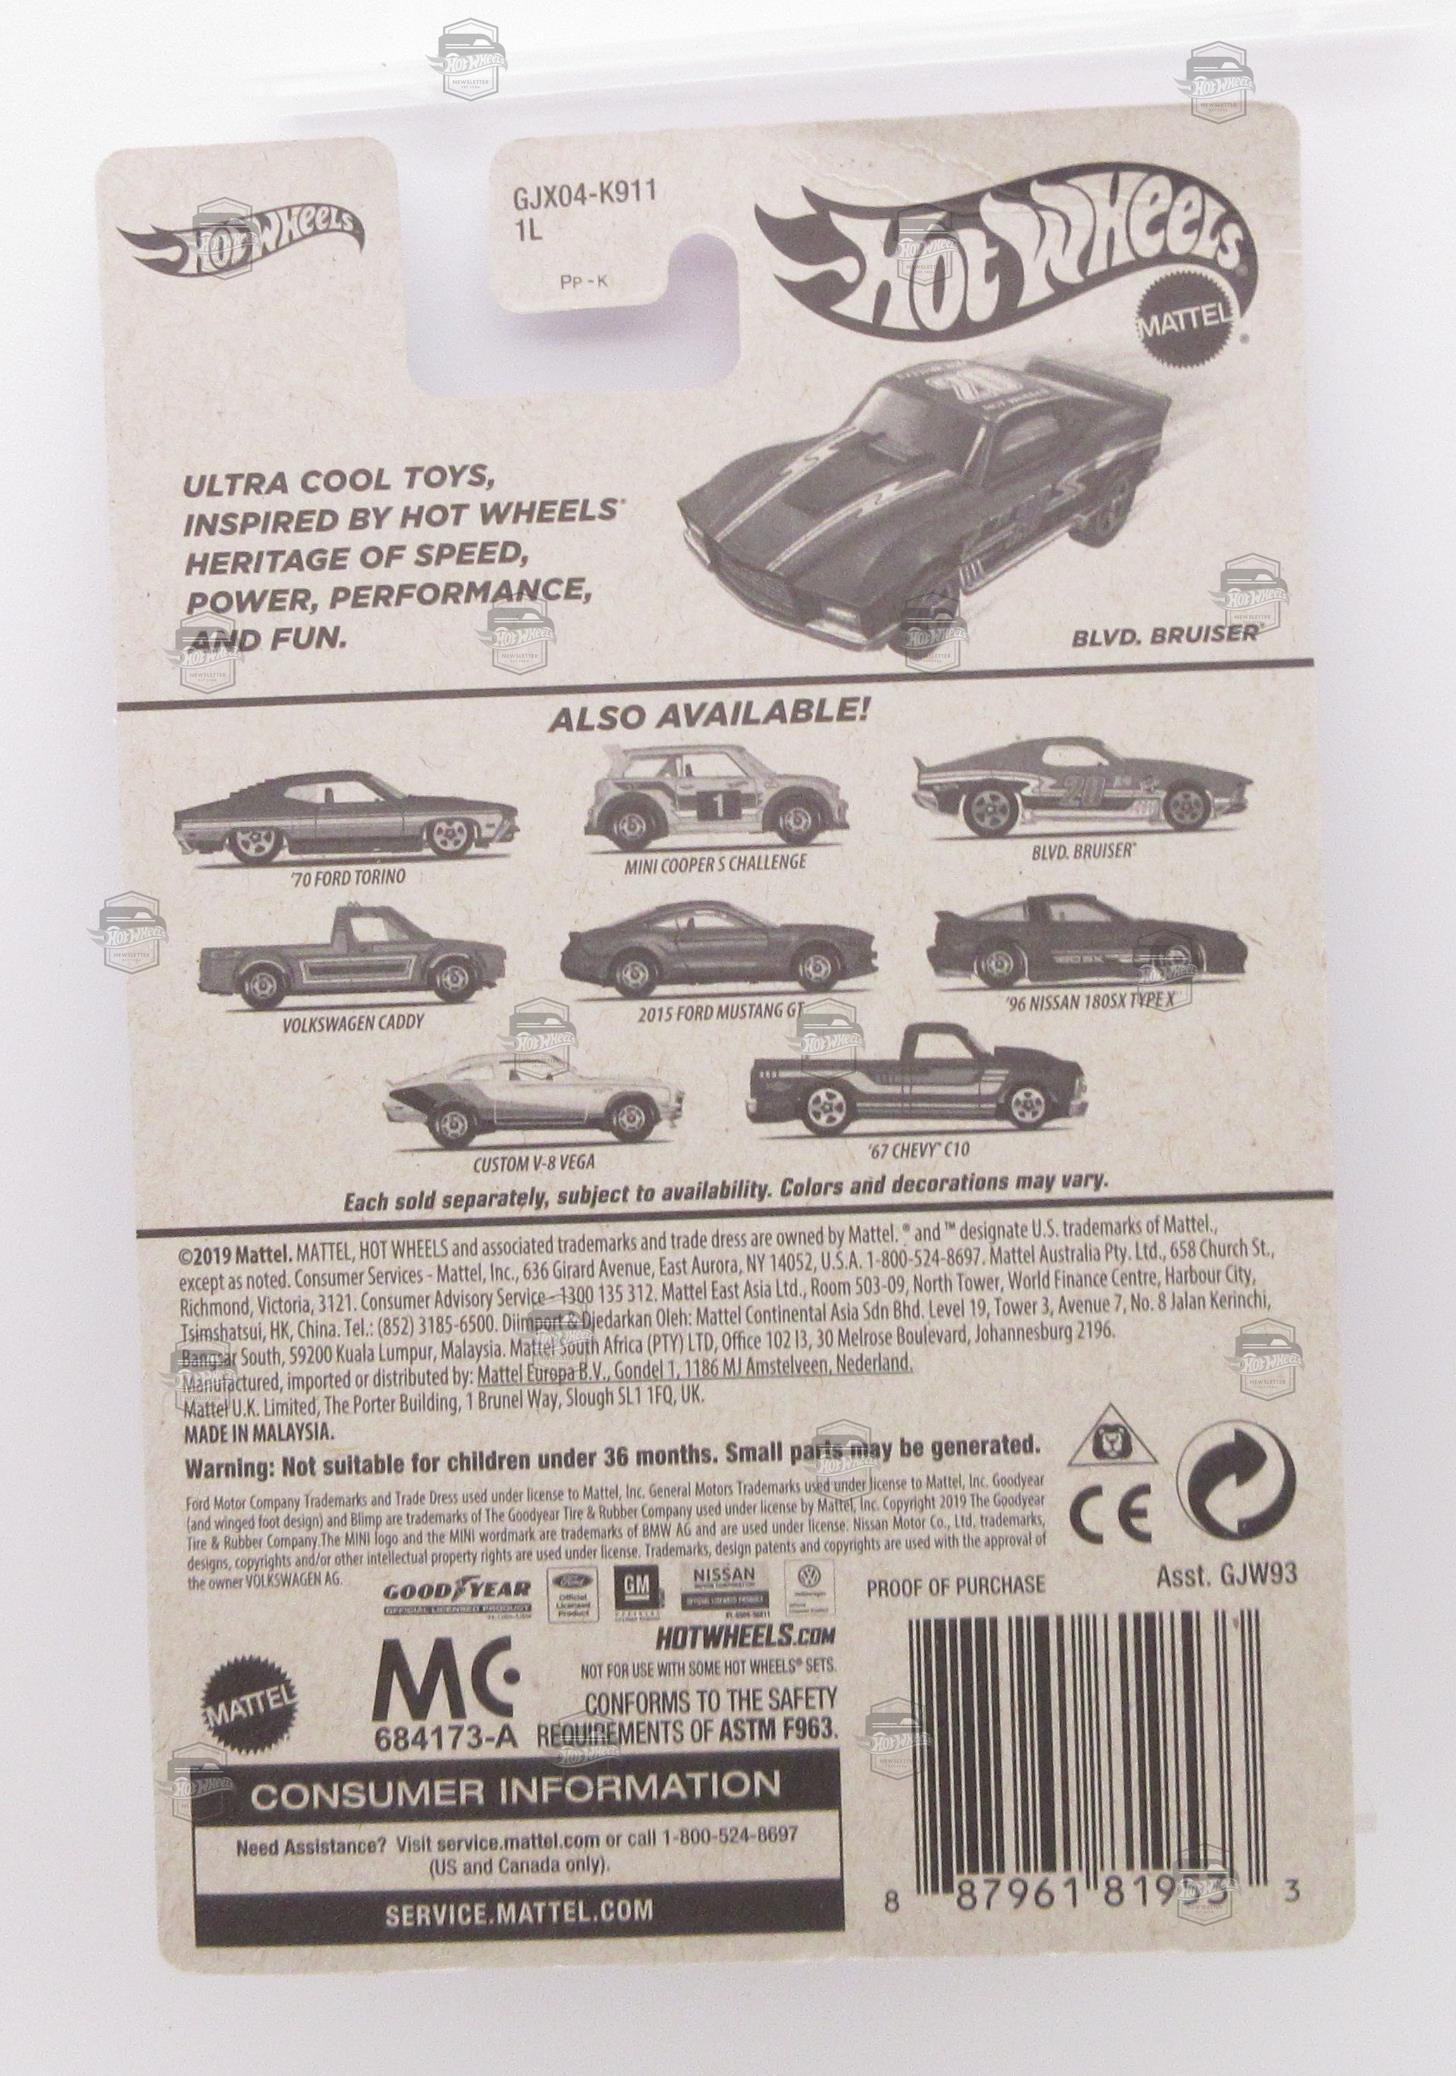 HOT WHEELS
GJX04-K911
1L
PP-K
HOT WHEELS
MATTEL
ULTRA COOL TOYS,
INSPIRED BY HOT WHEELS®
HERITAGE OF SPEED,
POWER, PERFORMANCE,
AND FUN.
BLVD. BRUISER®
ALSO AVAILABLE!
1
20
'70 FORD TORINO
MINI COOPER S CHALLENGE
BLVD. BRUISER®
VOLKSWAGEN CADDY
2015 FORD MUSTANG GT
'96 NISSAN 180SX TYPE X
CUSTOM V-8 VEGA
'67 CHEVY® C10
Each sold separately, subject to availability. Colors and decorations may vary.
©2019 Mattel. MATTEL, HOT WHEELS and associated trademarks and trade dress are owned by Mattel. ® and ™ designate U.S. trademarks of Mattel.,
except as noted. Consumer Services - Mattel, Inc., 636 Girard Avenue, East Aurora, NY 14052, U.S.A. 1-800-524-8697. Mattel Australia Pty. Ltd., 658 Church St.,
Richmond, Victoria, 3121. Consumer Advisory Service - 1300 135 312. Mattel East Asia Ltd., Room 503-09, North Tower, World Finance Centre, Harbour City,
Tsimshatsui, HK, China. Tel.: (852) 3185-6500. Diimport & Djedarkan Oleh: Mattel Continental Asia Sdn Bhd. Level 19, Tower 3, Avenue 7, No. 8 Jalan Kerinchi,
Bangsar South, 59200 Kuala Lumpur, Malaysia. Mattel South Africa (PTY) LTD, Office 102 I3, 30 Melrose Boulevard, Johannesburg 2196.
Manufactured, imported or distributed by: Mattel Europa B.V., Gondel 1, 1186 MJ Amstelveen, Nederland.
Mattel U.K. Limited, The Porter Building, 1 Brunel Way, Slough SL1 1FQ, UK.
MADE IN MALAYSIA.
Warning: Not suitable for children under 36 months. Small parts may be generated.
Ford Motor Company Trademarks and Trade Dress used under license to Mattel, Inc. General Motors Trademarks used under license to Mattel, Inc. Goodyear
(and winged foot design) and Blimp are trademarks of The Goodyear Tire & Rubber Company used under license by Mattel, Inc. Copyright 2019 The Goodyear
Tire & Rubber Company.The MINI logo and the MINI wordmark are trademarks of BMW AG and are used under license. Nissan Motor Co., Ltd. trademarks,
designs, copyrights and/or other intellectual property rights are used under license. Trademarks, design patents and copyrights are used with the approval of
the owner VOLKSWAGEN AG.
CE
GOODYEAR
OFFICIAL LICENSED PRODUCT
Ford
Official
Licensed
Product
GM
NISSAN
PROOF OF PURCHASE
Asst. GJW93
HOTWHEELS.COM
NOT FOR USE WITH SOME HOT WHEELS® SETS.
MATTEL
MC
684173-A
CONFORMS TO THE SAFETY
REQUIREMENTS OF ASTM F963.
CONSUMER INFORMATION
Need Assistance? Visit service.mattel.com or call 1-800-524-8697
(US and Canada only).
SERVICE.MATTEL.COM
8 87961 81953 3